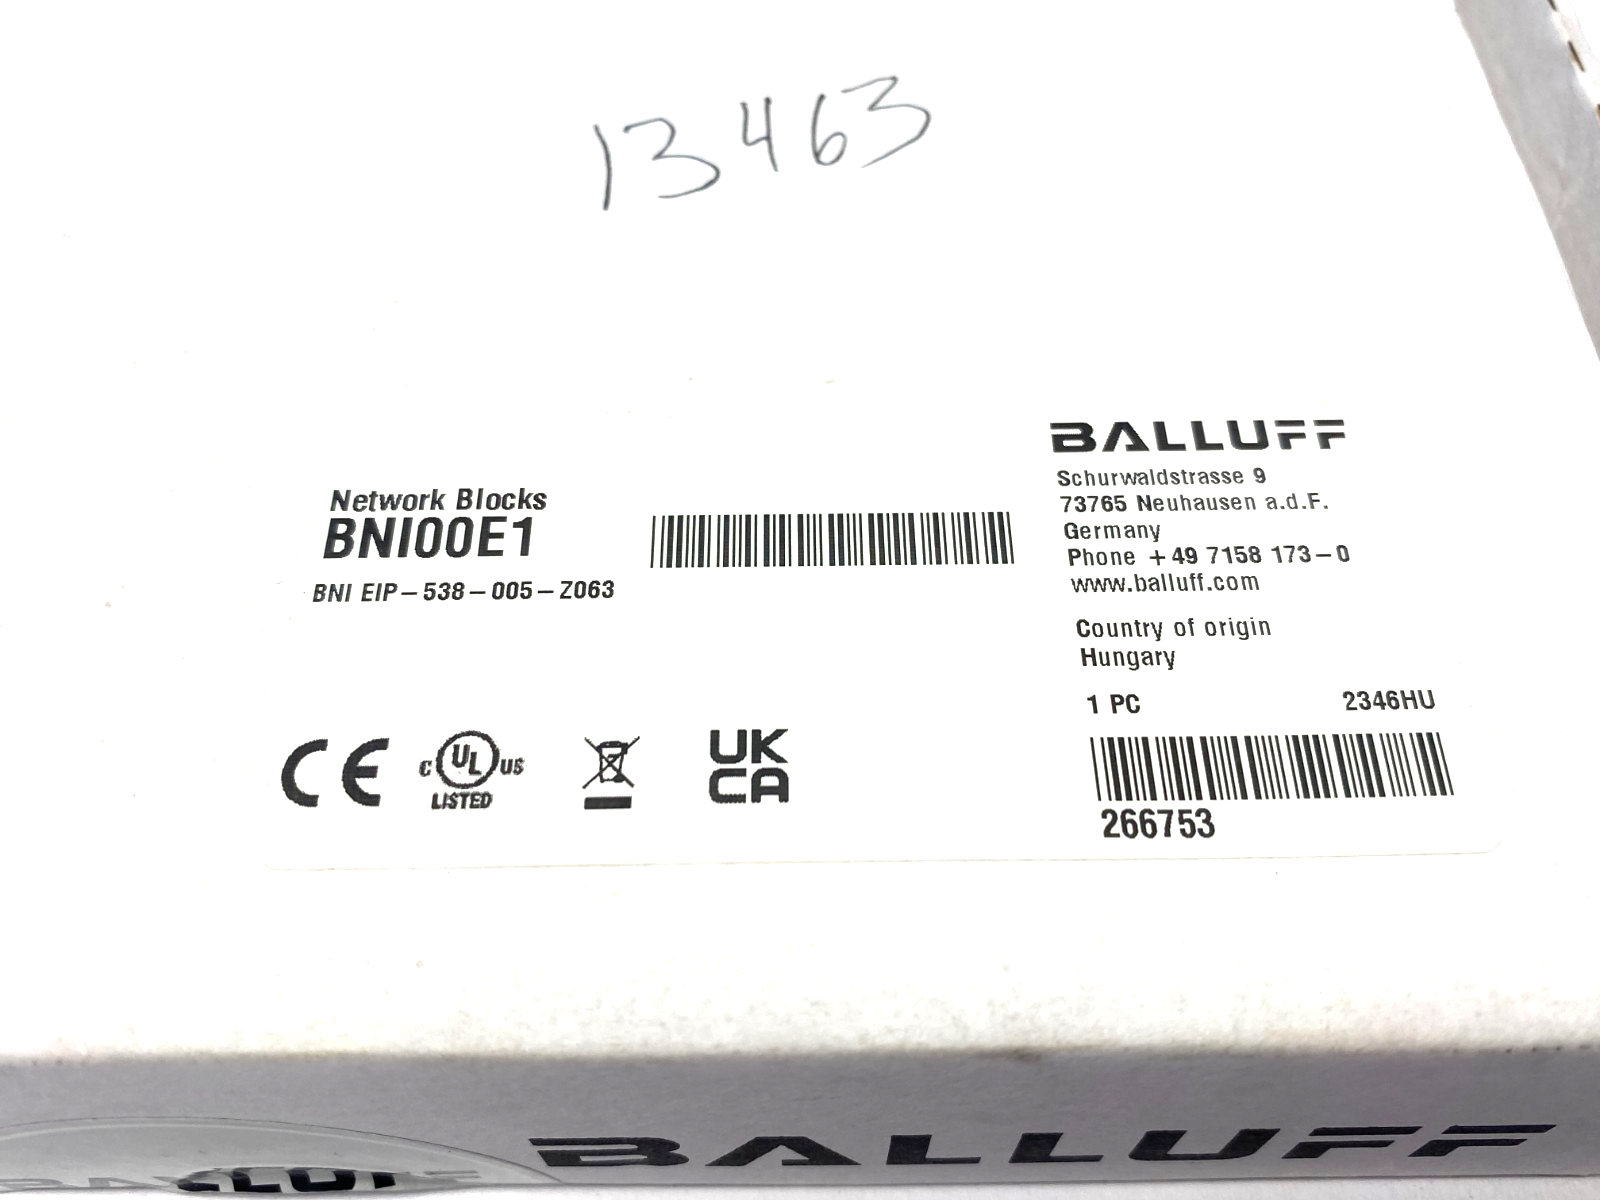 13463
BALLUFF
Schurwaldstrasse 9
73765 Neuhausen a.d.F.
Germany
Phone +49 7158 173-0
www.balluff.com
Country of origin
Hungary
1 PC 2346HU
266753
Network Blocks
BNI00E1
BNI EIP-538-005-Z063
CE
C UL US
LISTED
UK
CA
BALLUFF
BALLUFF